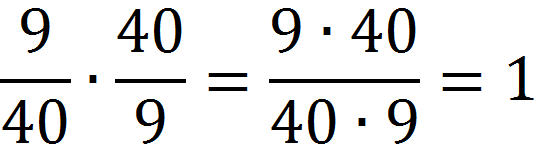 9/40 · 40/9 = (9 · 40)/(40 · 9) = 1